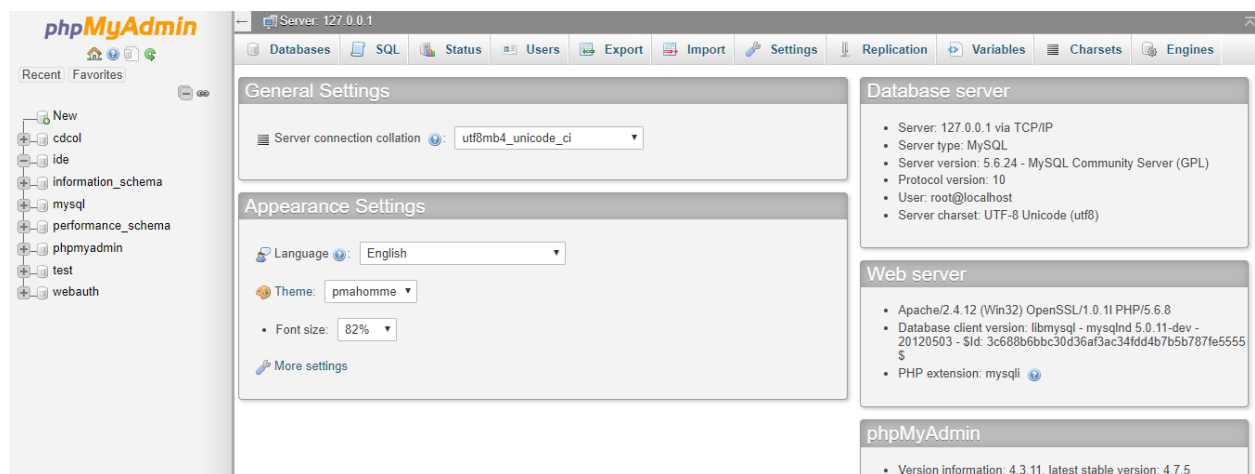 phpMyAdmin
Recent Favorites
New
cdcol
ide
information_schema
mysql
performance_schema
phpmyadmin
test
webauth
Server: 127.0.0.1
Databases SQL Status Users Export Import Settings Replication Variables Charsets Engines
General Settings
Server connection collation : utf8mb4_unicode_ci
Appearance Settings
Language : English
Theme: pmahomme
Font size: 82%
More settings
Database server
Server: 127.0.0.1 via TCP/IP
Server type: MySQL
Server version: 5.6.24 - MySQL Community Server (GPL)
Protocol version: 10
User: root@localhost
Server charset: UTF-8 Unicode (utf8)
Web server
Apache/2.4.12 (Win32) OpenSSL/1.0.1l PHP/5.6.8
Database client version: libmysql - mysqlnd 5.0.11-dev -
20120503 - $Id: 3c688b6bbc30d36af3ac34fdd4b7b5b787fe5555
$
PHP extension: mysqli
phpMyAdmin
Version information: 4.3.11, latest stable version: 4.7.5